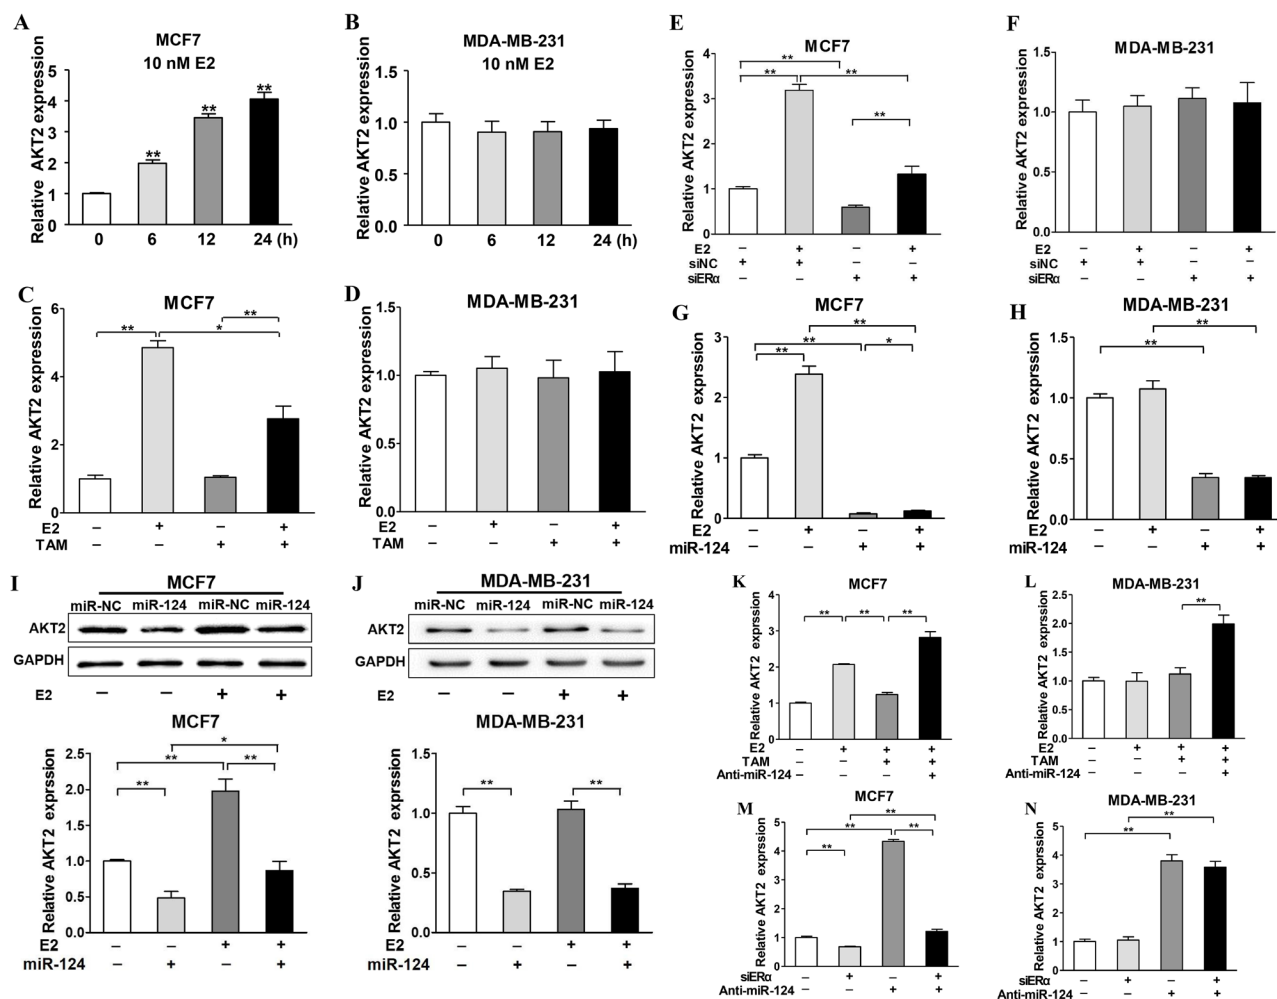 A
MCF7
10 nM E2
Relative AKT2 expression
5
4
3
2
1
0
**
**
**
0 6 12 24 (h)
B
MDA-MB-231
10 nM E2
Relative AKT2 expression
1.5
1.0
0.5
0.0
0 6 12 24 (h)
E
MCF7
Relative AKT2 expression
4
3
2
1
0
**
** **
**
E2 – + – +
siNC + + – –
siERα – – + +
F
MDA-MB-231
Relative AKT2 expression
1.5
1.0
0.5
0.0
E2 – + – +
siNC + + – –
siERα – – + +
C
MCF7
Relative AKT2 expression
6
4
2
0
**
** *
E2 – + – +
TAM – – + +
D
MDA-MB-231
Relative AKT2 expression
1.5
1.0
0.5
0.0
E2 – + – +
TAM – – + +
G
MCF7
Relative AKT2 exprssion
3
2
1
0
**
**
** *
E2 – + – +
miR-124 – – + +
H
MDA-MB-231
Relative AKT2 exprssion
1.5
1.0
0.5
0.0
**
**
E2 – + – +
miR-124 – – + +
I
MCF7
miR-NC miR-124 miR-NC miR-124
AKT2
GAPDH
E2 – – + +
MCF7
Relative AKT2 exprssion
2.5
2.0
1.5
1.0
0.5
0.0
*
** **
**
E2 – – + +
miR-124 – + – +
J
MDA-MB-231
miR-NC miR-124 miR-NC miR-124
AKT2
GAPDH
E2 – – + +
MDA-MB-231
Relative AKT2 exprssion
1.5
1.0
0.5
0.0
** **
E2 – – + +
miR-124 – + – +
K
MCF7
Relative AKT2 exprssion
4
3
2
1
0
** ** **
E2 – + + +
TAM – – + +
Anti-miR-124 – – – +
L
MDA-MB-231
Relative AKT2 exprssion
2.5
2.0
1.5
1.0
0.5
0.0
**
E2 – + + +
TAM – – + +
Anti-miR-124 – – – +
M
MCF7
Relative AKT2 exprssion
5
4
3
2
1
0
**
** **
**
siERα – + – +
Anti-miR-124 – – + +
N
MDA-MB-231
Relative AKT2 exprssion
5
4
3
2
1
0
**
**
siERα – + – +
Anti-miR-124 – – + +